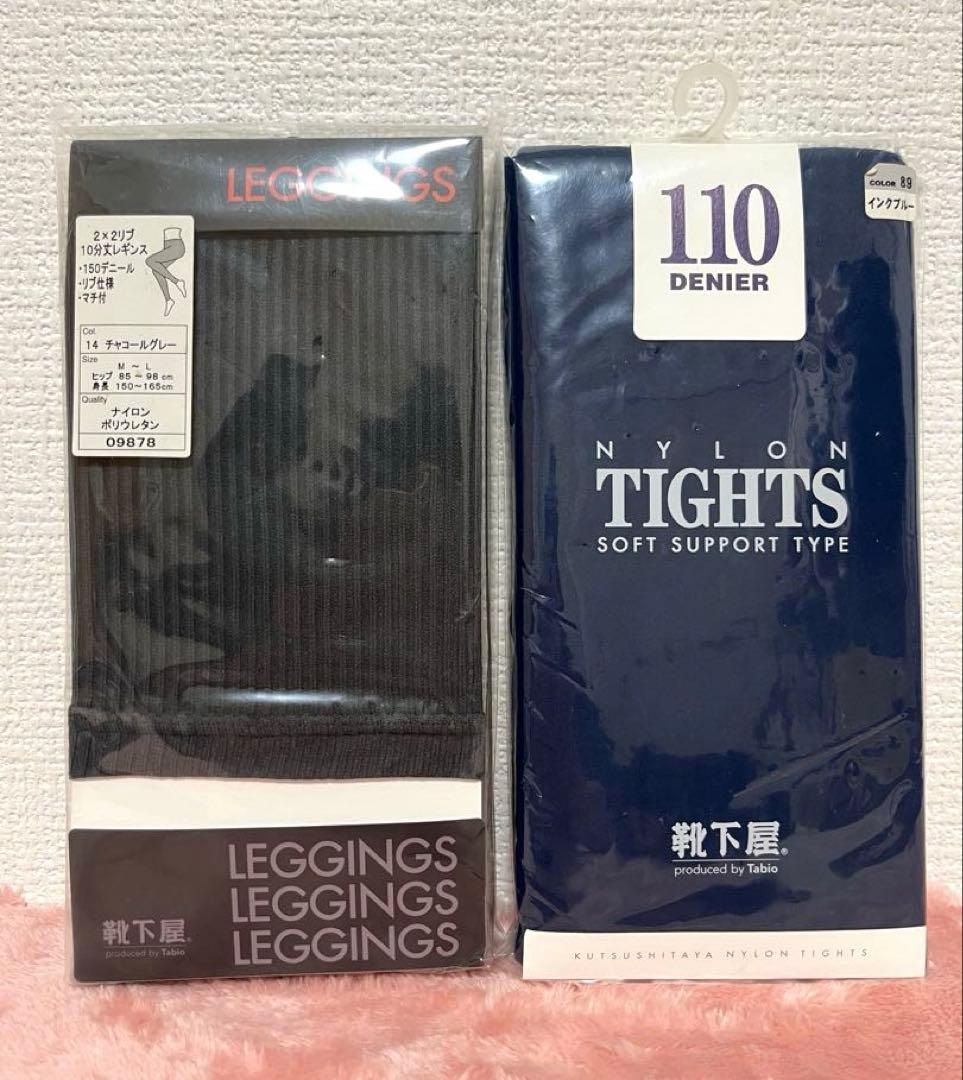 LEGGINGS
2×2リブ
10分丈レギンス
・150デニール
・リブ仕様
・マチ付
Col.
14 チャコールグレー
Size
M ～ L
ヒップ 85～98cm
身長 150～165cm
Quality
ナイロン
ポリウレタン
09878
LEGGINGS
LEGGINGS
LEGGINGS
靴下屋®
produced by Tabio
110
DENIER
COLOR 89
インクブルー
NYLON
TIGHTS
SOFT SUPPORT TYPE
靴下屋®
produced by Tabio
KUTSUSHITAYA NYLON TIGHTS